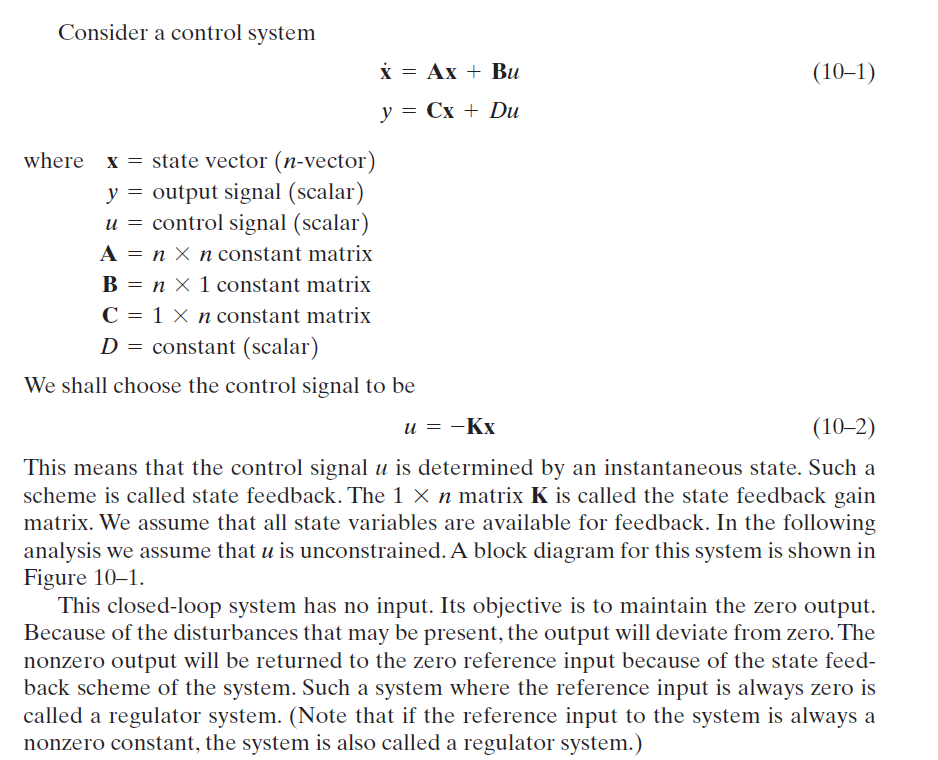 Consider a control system
ẋ = Ax + Bu (10–1)
y = Cx + Du
where x = state vector (n-vector)
y = output signal (scalar)
u = control signal (scalar)
A = n × n constant matrix
B = n × 1 constant matrix
C = 1 × n constant matrix
D = constant (scalar)
We shall choose the control signal to be
u = −Kx (10–2)
This means that the control signal u is determined by an instantaneous state. Such a
scheme is called state feedback. The 1 × n matrix K is called the state feedback gain
matrix. We assume that all state variables are available for feedback. In the following
analysis we assume that u is unconstrained. A block diagram for this system is shown in
Figure 10–1.
This closed-loop system has no input. Its objective is to maintain the zero output.
Because of the disturbances that may be present, the output will deviate from zero. The
nonzero output will be returned to the zero reference input because of the state feed-
back scheme of the system. Such a system where the reference input is always zero is
called a regulator system. (Note that if the reference input to the system is always a
nonzero constant, the system is also called a regulator system.)